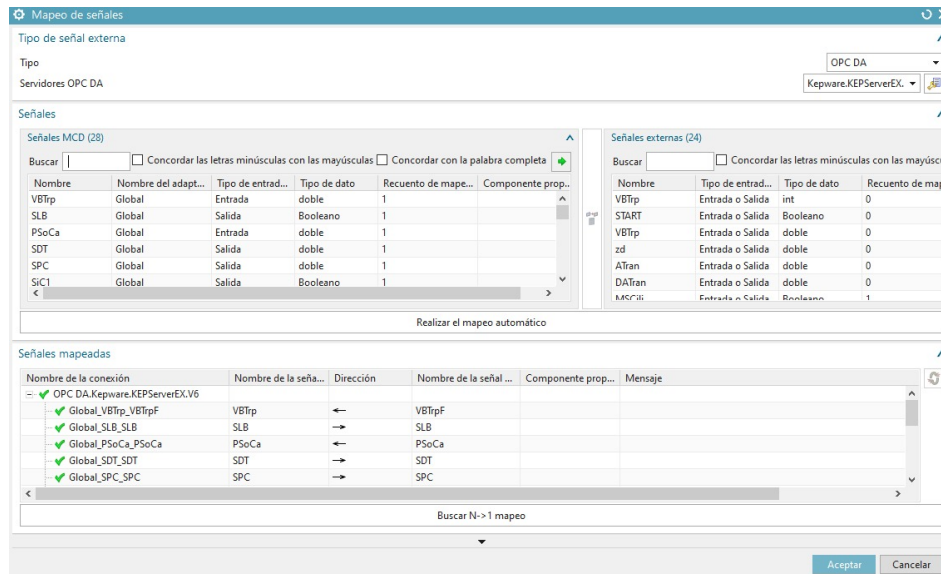 Mapeo de señales
Tipo de señal externa
Tipo OPC DA
Servidores OPC DA Kepware.KEPServerEX.
Señales
Señales MCD (28)
Buscar Concordar las letras minúsculas con las mayúsculas Concordar con la palabra completa
Nombre Nombre del adapt... Tipo de entrad... Tipo de dato Recuento de mape... Componente prop..
VBTrp Global Entrada doble 1
SLB Global Salida Booleano 1
PSoCa Global Entrada doble 1
SDT Global Salida doble 1
SPC Global Salida doble 1
SiC1 Global Salida Booleano 1
Señales externas (24)
Buscar Concordar las letras minúsculas con las mayúsc
Nombre Tipo de entrad... Tipo de dato Recuento de map
VBTrp Entrada o Salida int 0
START Entrada o Salida Booleano 0
VBTrp Entrada o Salida doble 0
zd Entrada o Salida doble 0
ATran Entrada o Salida doble 0
DATran Entrada o Salida doble 0
MSCili Entrada o Salida Booleano 1
Realizar el mapeo automático
Señales mapeadas
Nombre de la conexión Nombre de la seña... Dirección Nombre de la señal ... Componente prop... Mensaje
OPC DA.Kepware.KEPServerEX.V6
Global_VBTrp_VBTrpF VBTrp ← VBTrpF
Global_SLB_SLB SLB → SLB
Global_PSoCa_PSoCa PSoCa ← PSoCa
Global_SDT_SDT SDT → SDT
Global_SPC_SPC SPC → SPC
Buscar N->1 mapeo
Aceptar Cancelar